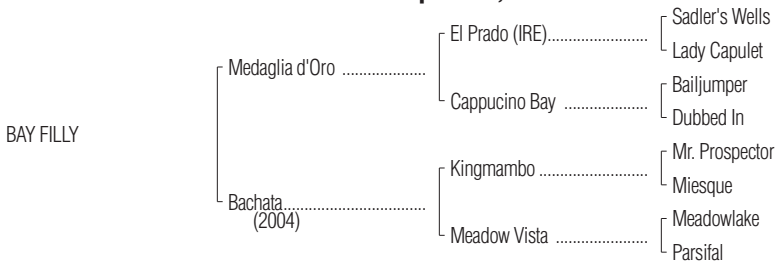 Sadler's Wells
El Prado (IRE)......................
Lady Capulet
Medaglia d'Oro .....................
Bailjumper
Cappucino Bay ..................
Dubbed In
BAY FILLY
Mr. Prospector
Kingmambo ........................
Miesque
Bachata..................................
(2004)
Meadowlake
Meadow Vista ....................
Parsifal